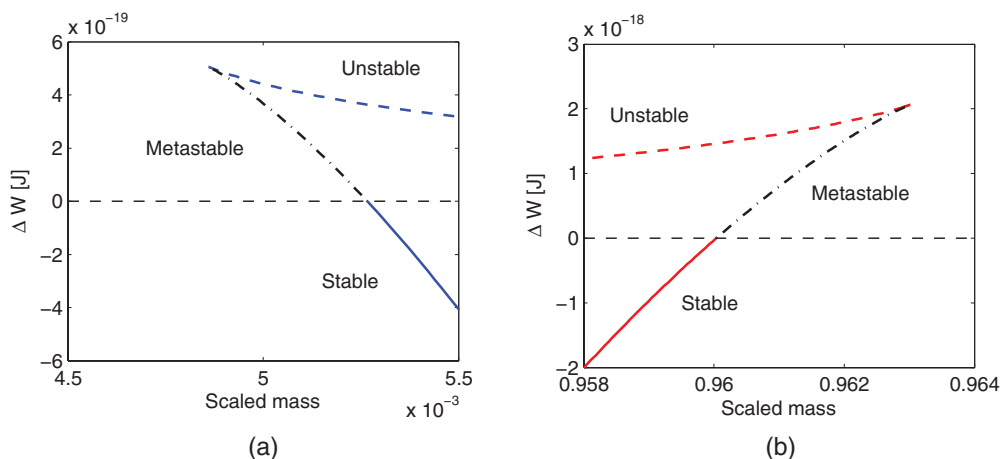 x 10⁻¹⁹
6
4
2
0
−2
−4
−6
Δ W [J]
Unstable
Metastable
Stable
4.5
5
5.5
Scaled mass
x 10⁻³
(a)
x 10⁻¹⁸
3
2
1
0
−1
−2
Δ W [J]
Unstable
Metastable
Stable
0.958
0.96
0.962
0.964
Scaled mass
(b)